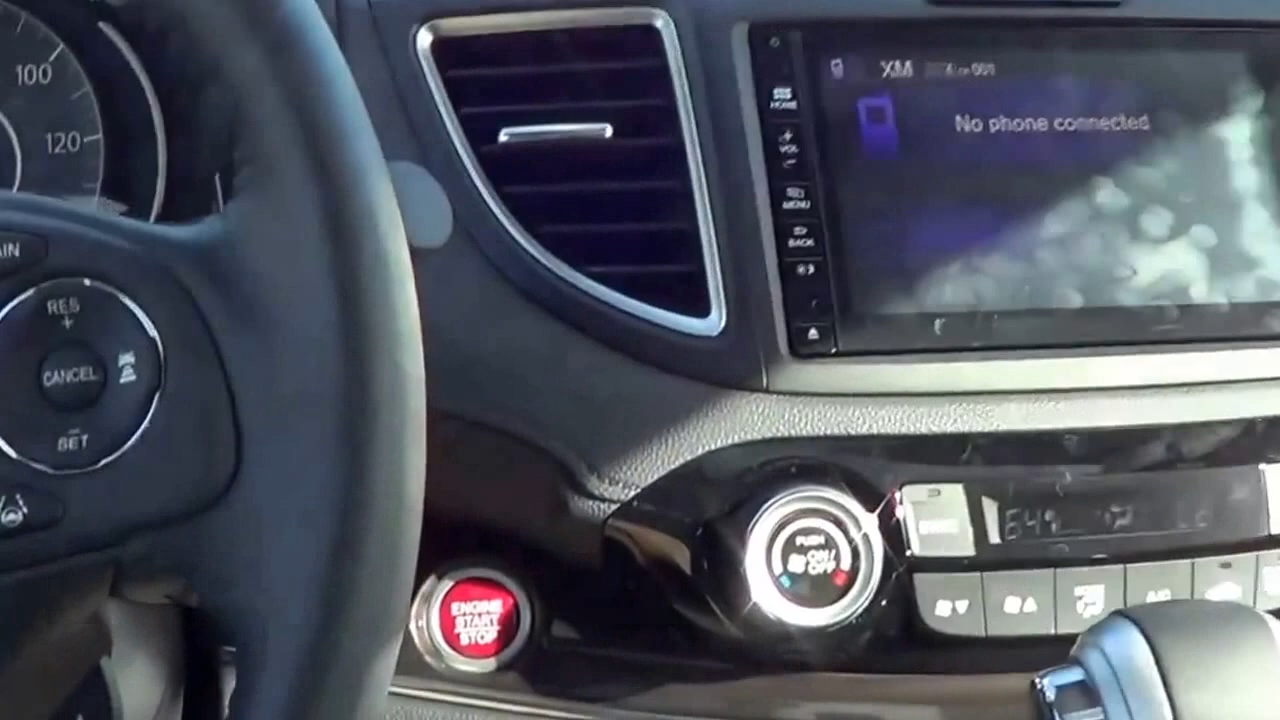 100
120
RES
+
CANCEL
SET
XM
No phone connected
HOME
VOL
MENU
BACK
ENGINE
START
STOP
PUSH
ON/
OFF
A/C